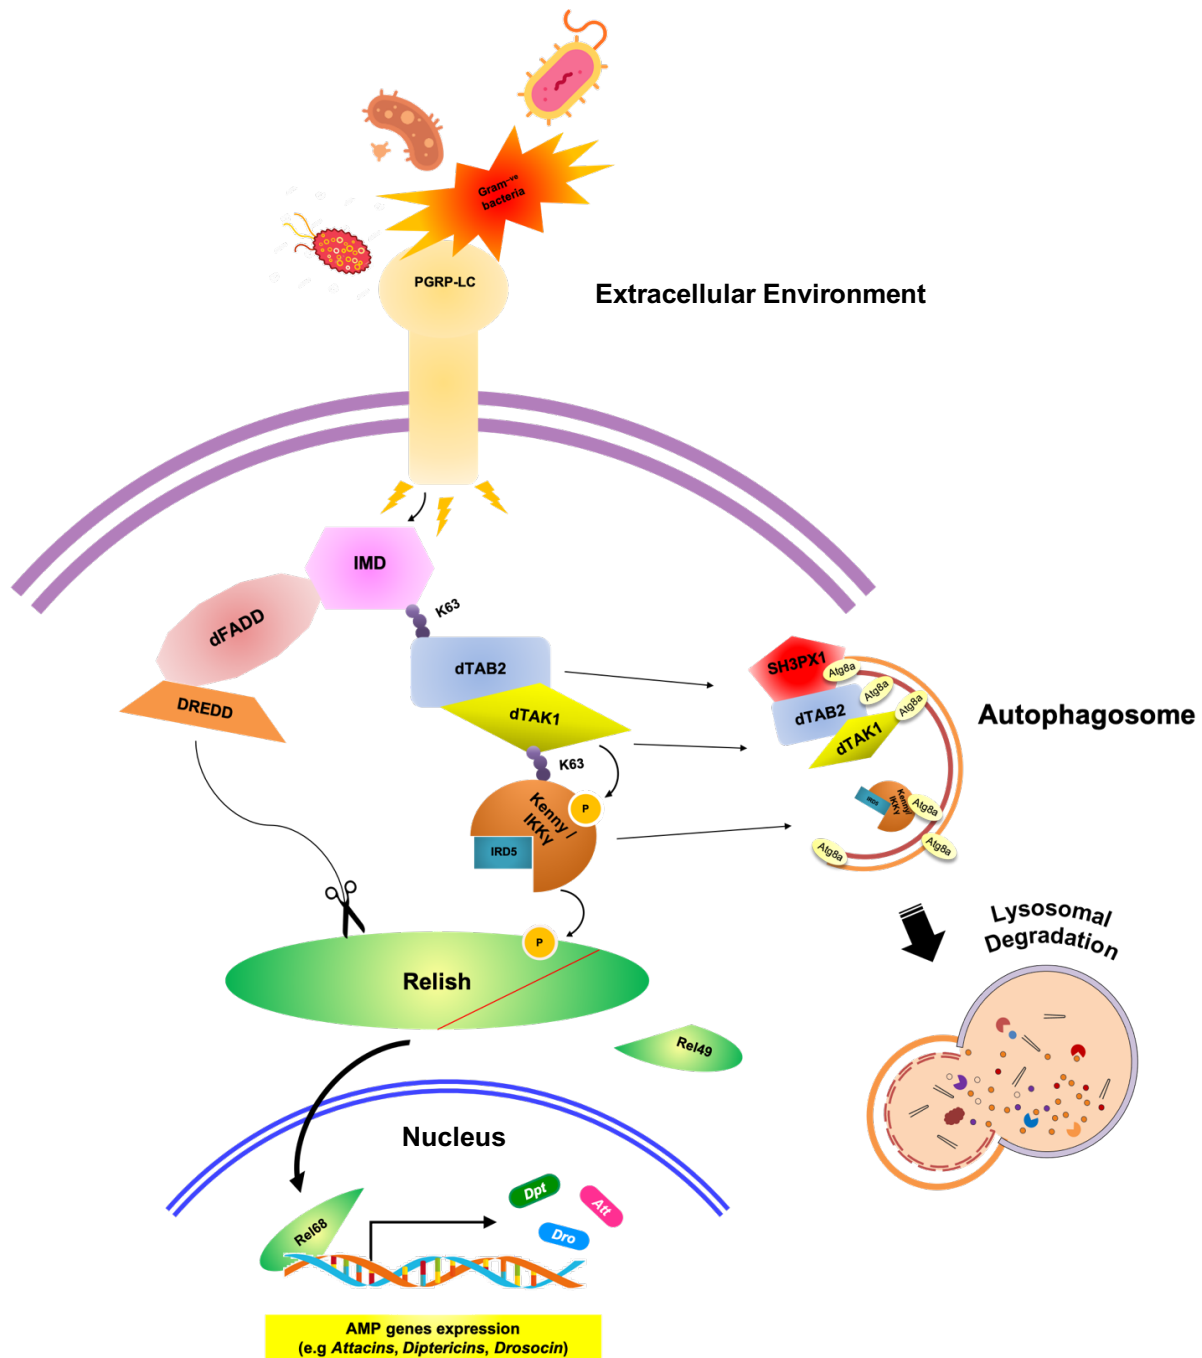 Gram-ve
bacteria
PGRP-LC
Extracellular Environment
IMD
K63
dFADD
DREDD
dTAB2
dTAK1
K63
P
Kenny /
IKKγ
IRD5
SH3PX1
Atg8a
Atg8a
Atg8a
dTAB2
dTAK1
Autophagosome
IRD5
Kenny/
IKKγ
Atg8a
Atg8a
Atg8a
Lysosomal
Degradation
P
Relish
Rel49
Nucleus
Rel68
Dpt
Att
Dro
AMP genes expression
(e.g Attacins, Diptericins, Drosocin)